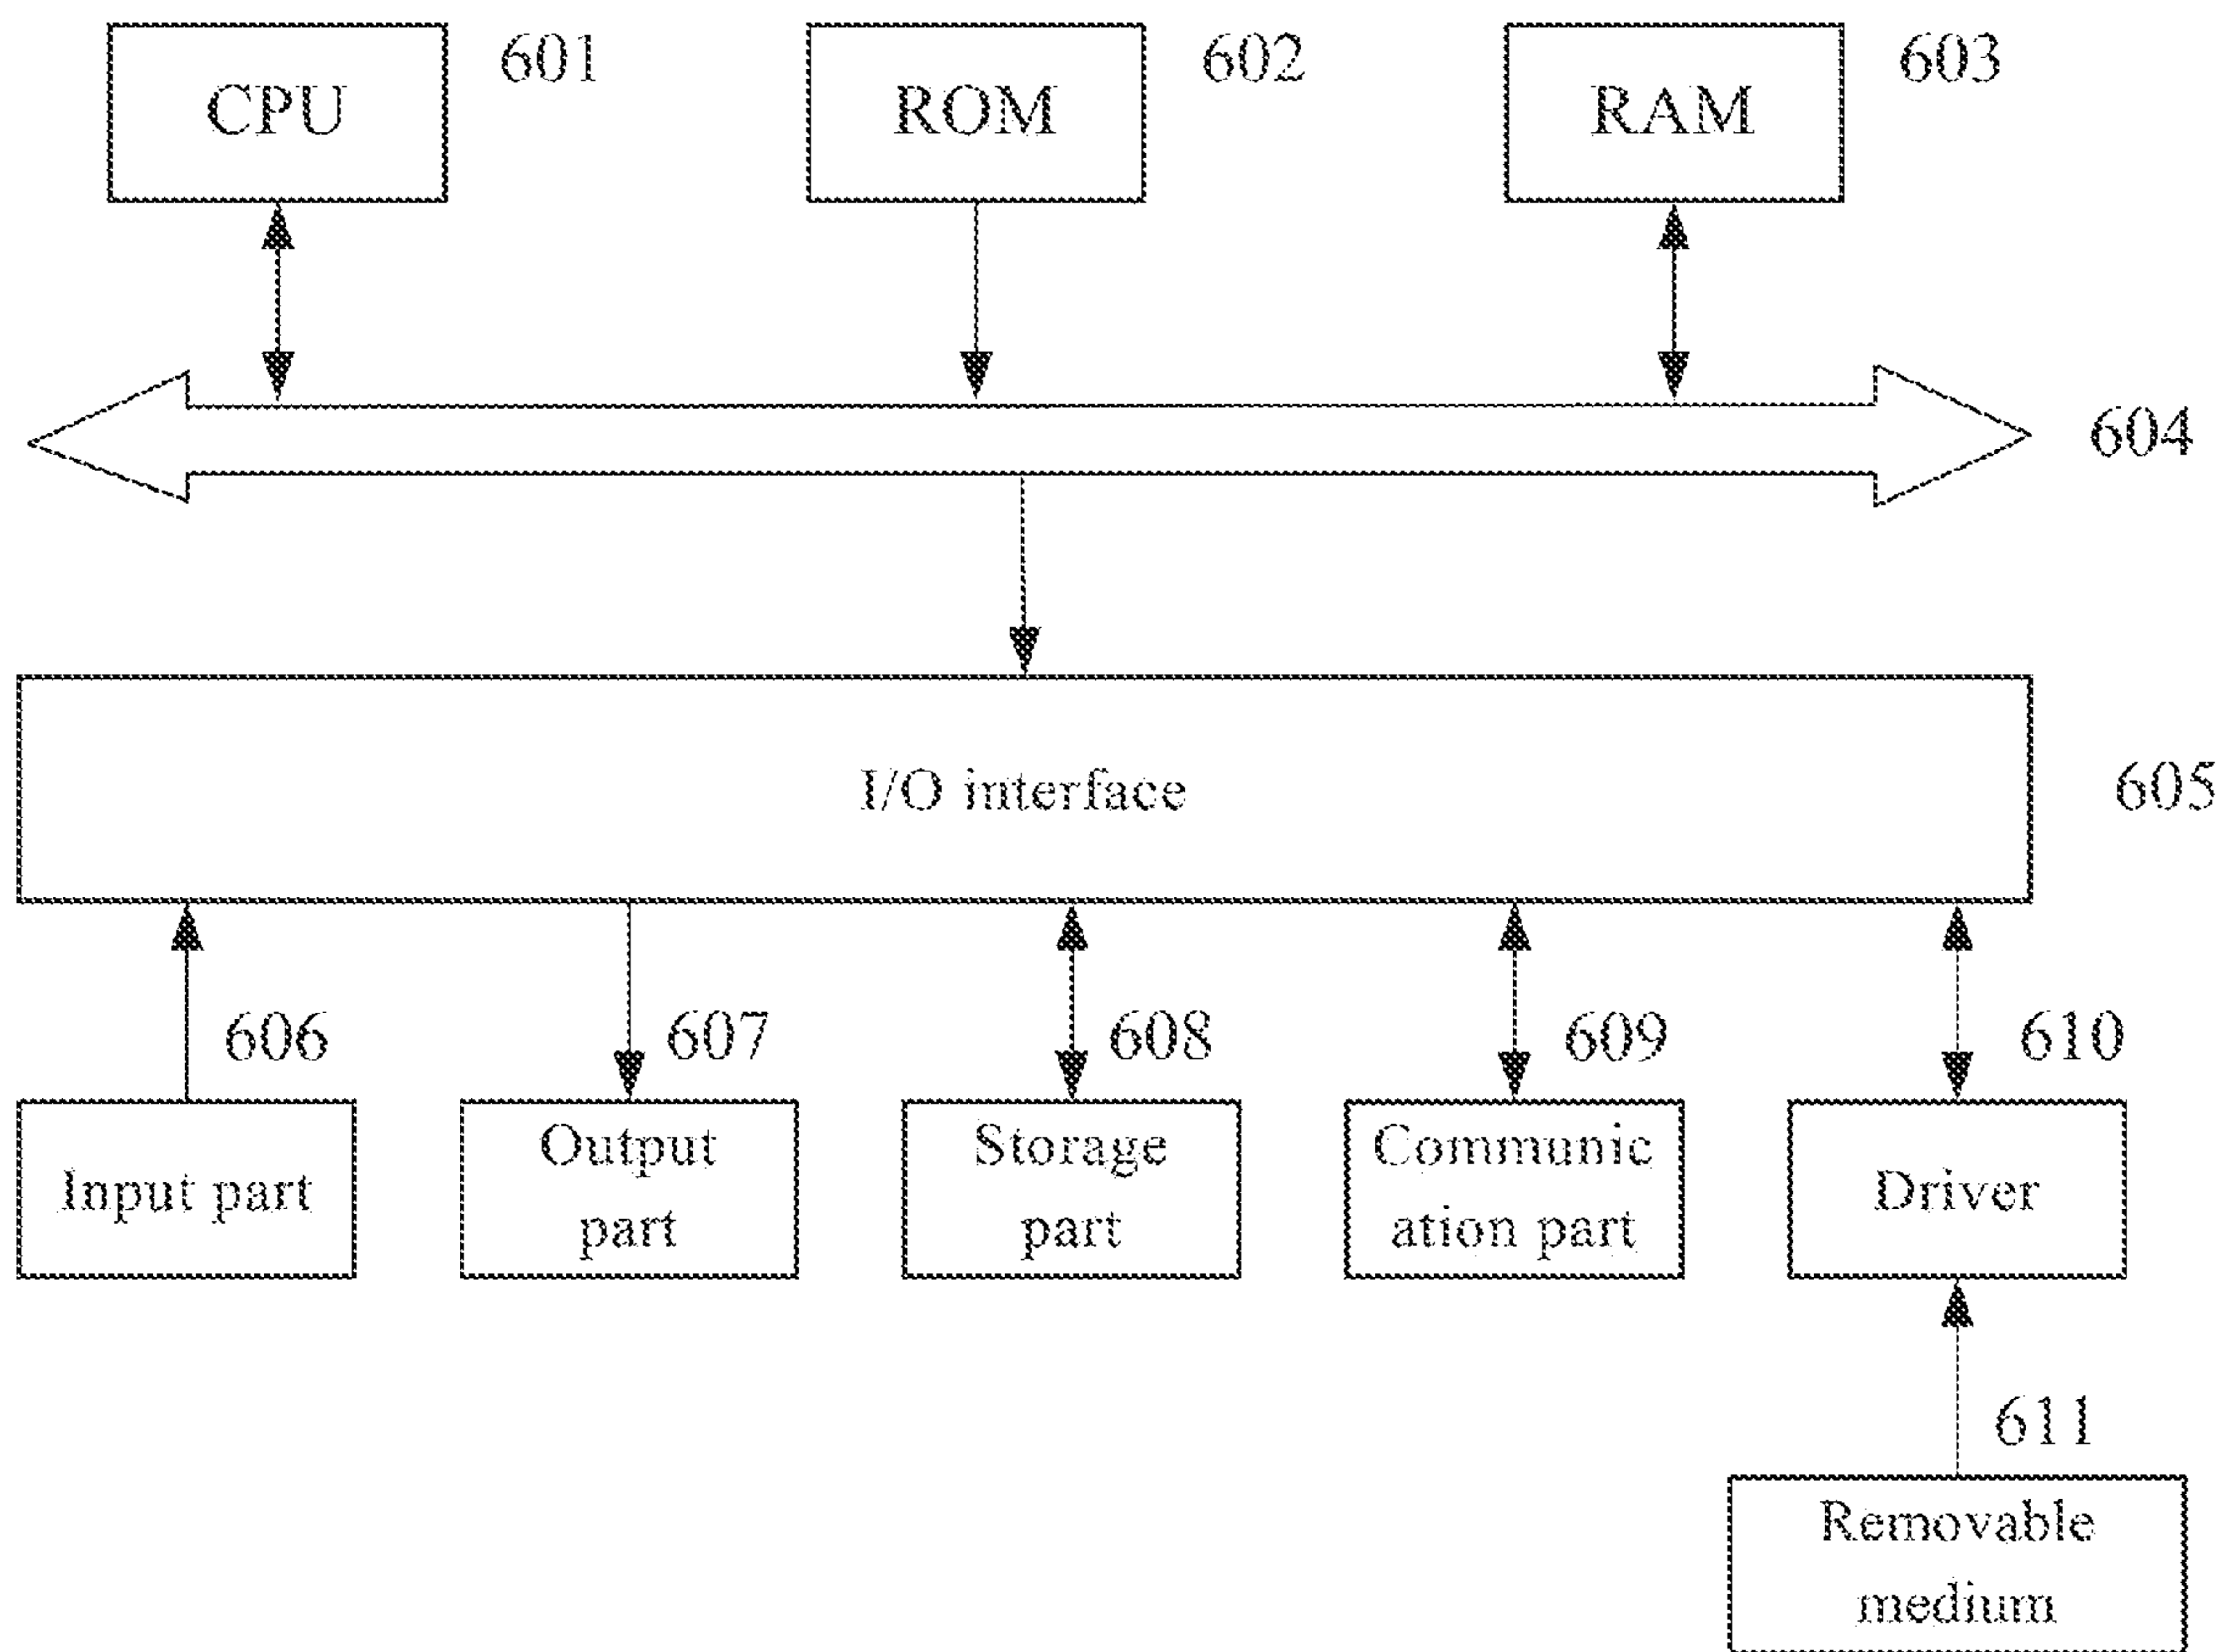 CPU
601
ROM
602
RAM
603
604
I/O interface
605
606
607
608
609
610
Input part
Output
part
Storage
part
Communic
ation part
Driver
611
Removable
medium